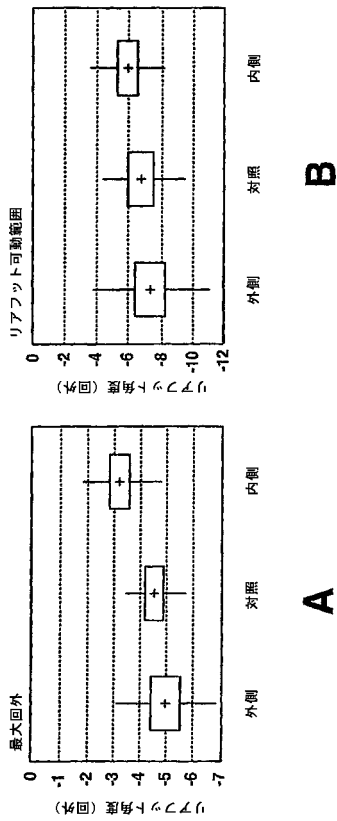 最大回外
リアフット角度（回外）
0
-1
-2
-3
-4
-5
-6
-7
外側
対照
内側
A
リアフット可動範囲
リアフット角度（回外）
0
-2
-4
-6
-8
-10
-12
外側
対照
内側
B